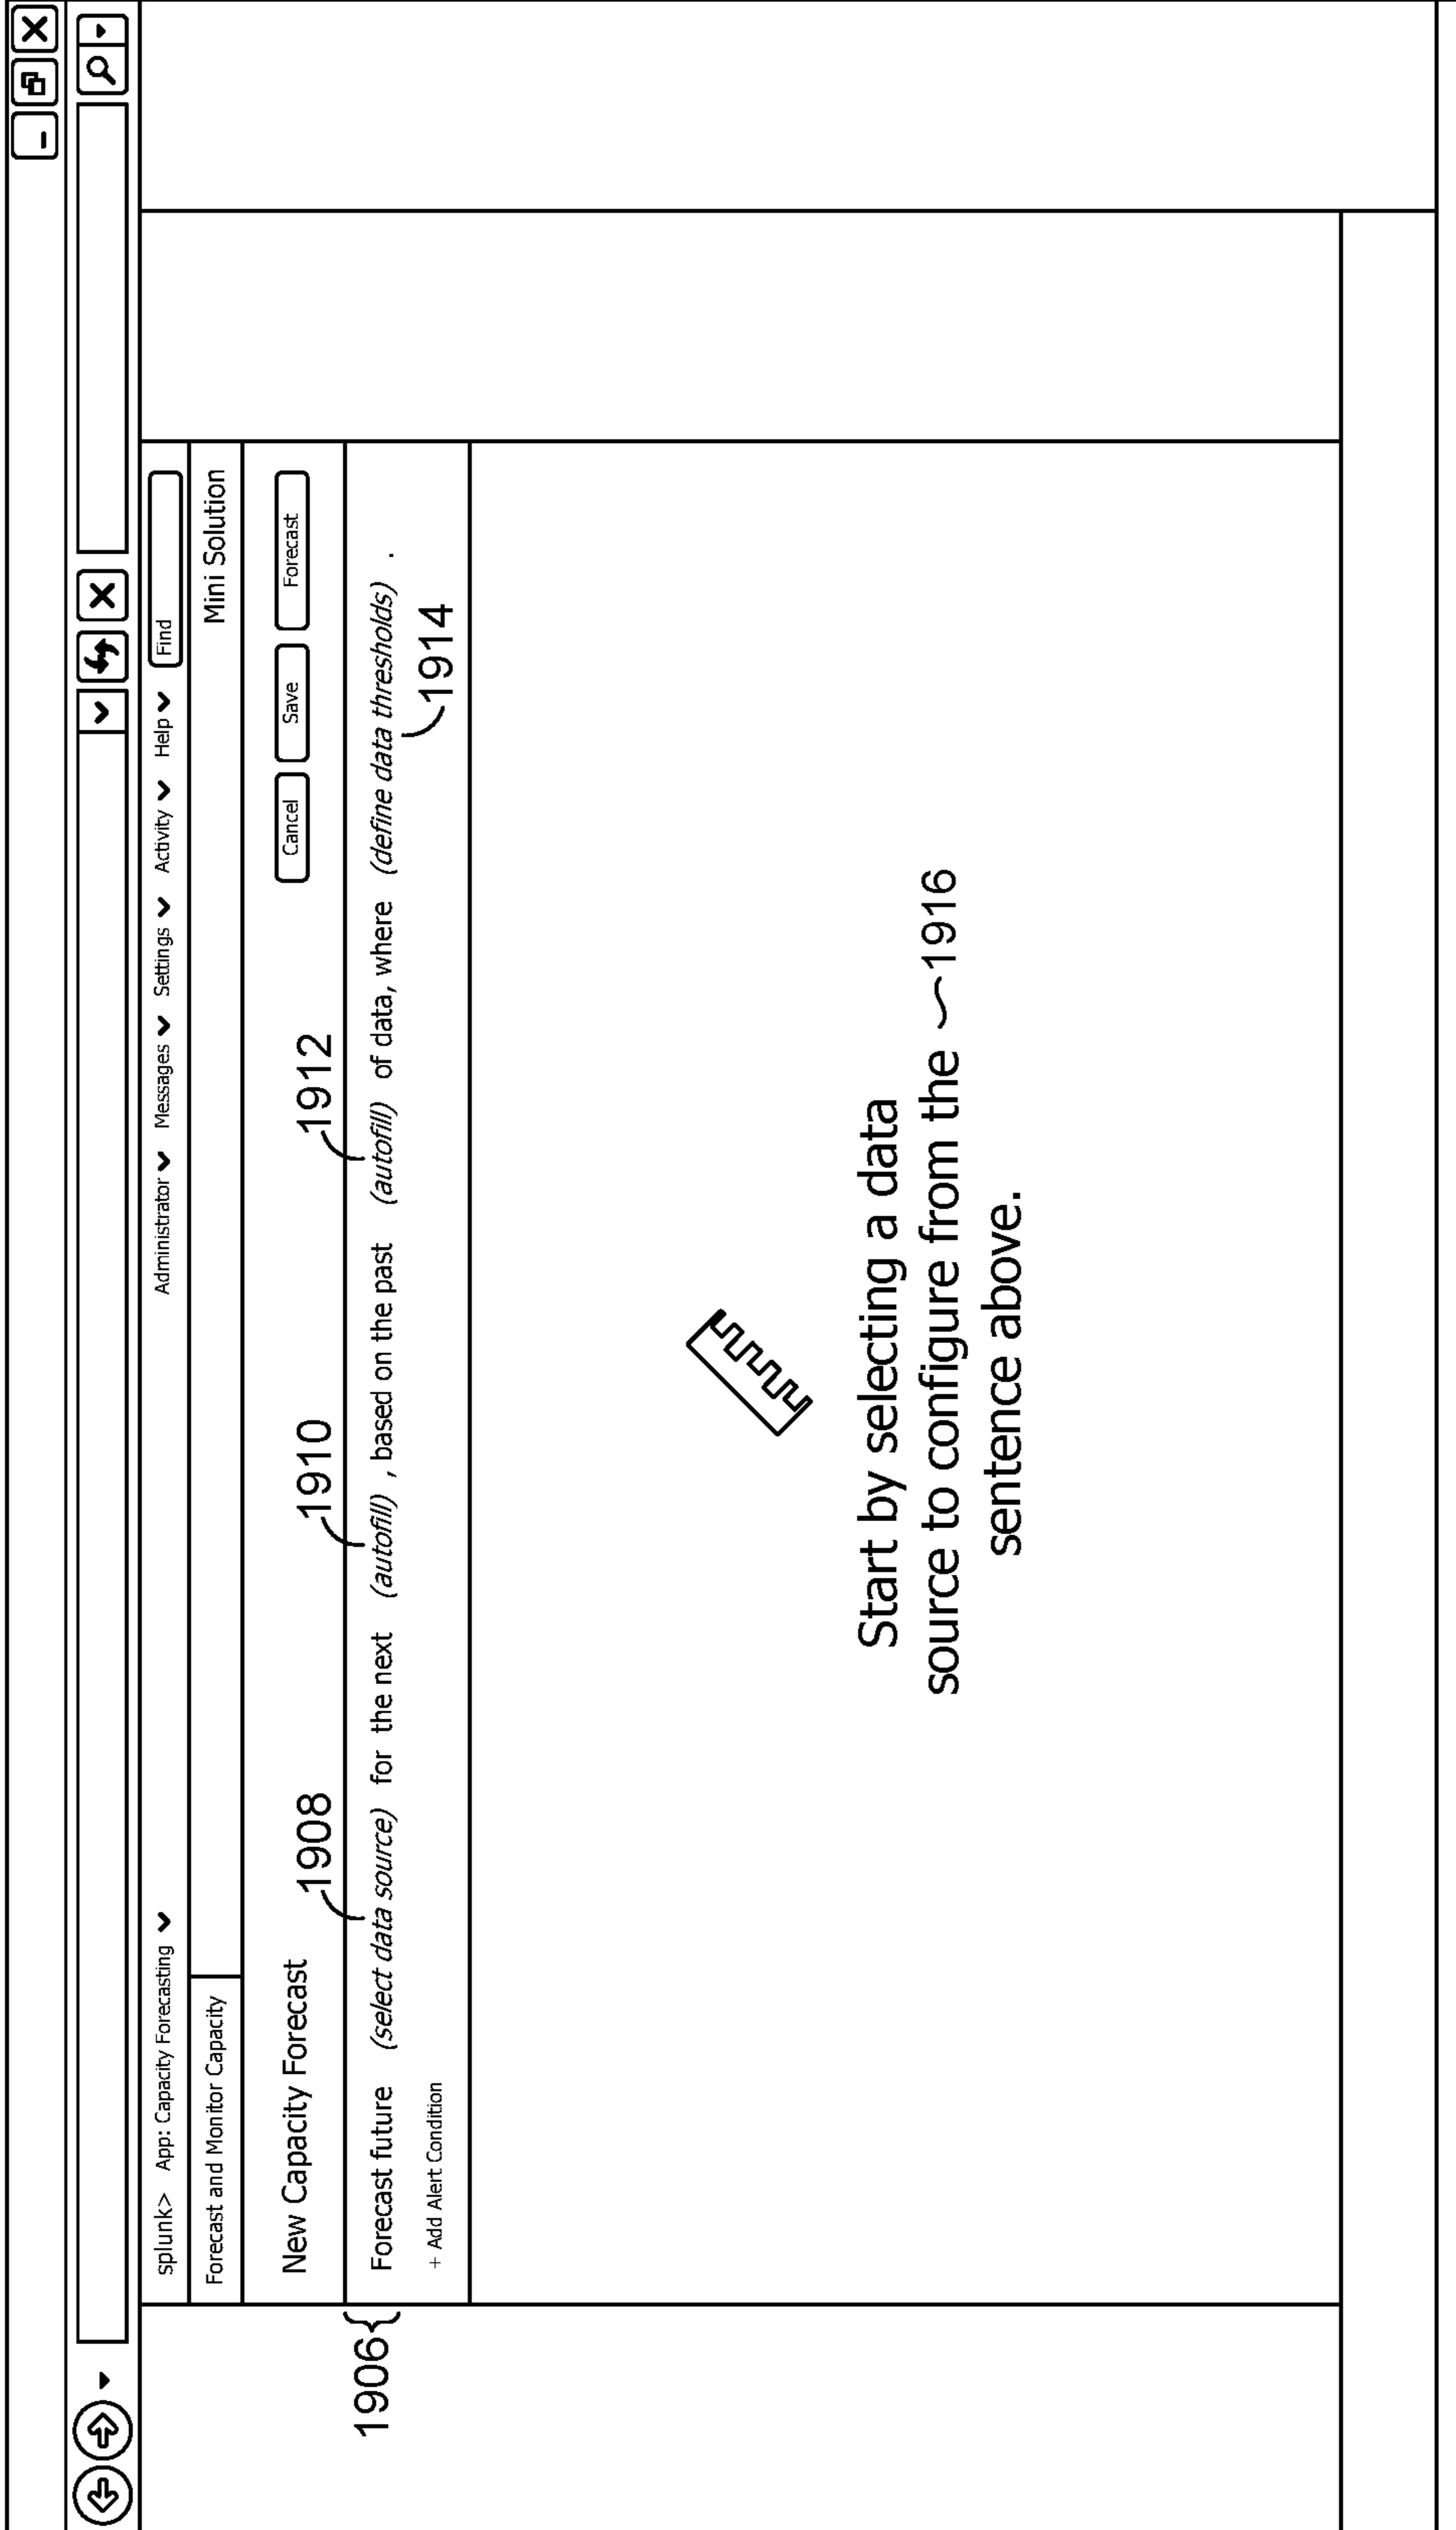 splunk> App: Capacity Forecasting Administrator Messages Settings Activity Help Find
Forecast and Monitor Capacity Mini Solution
New Capacity Forecast Cancel Save Forecast
1908 1910 1912
1906 Forecast future (select data source) for the next (autofill) , based on the past (autofill) of data, where (define data thresholds) .
+ Add Alert Condition 1914
Start by selecting a data
source to configure from the 1916
sentence above.